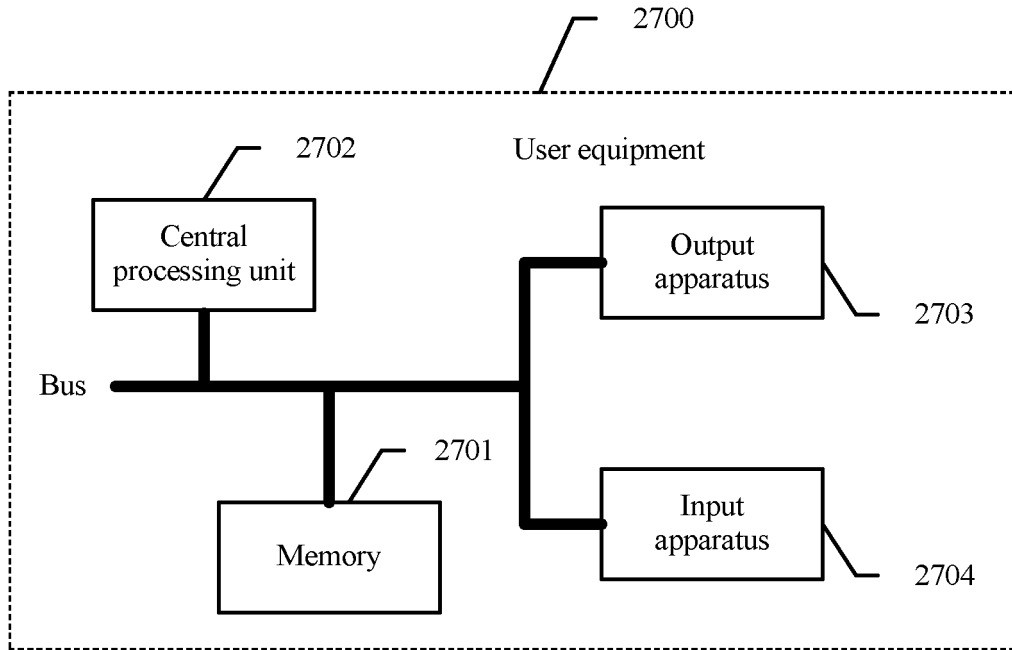 2700
2702
User equipment
Central
processing unit
Output
apparatus
2703
Bus
2701
Memory
Input
apparatus
2704